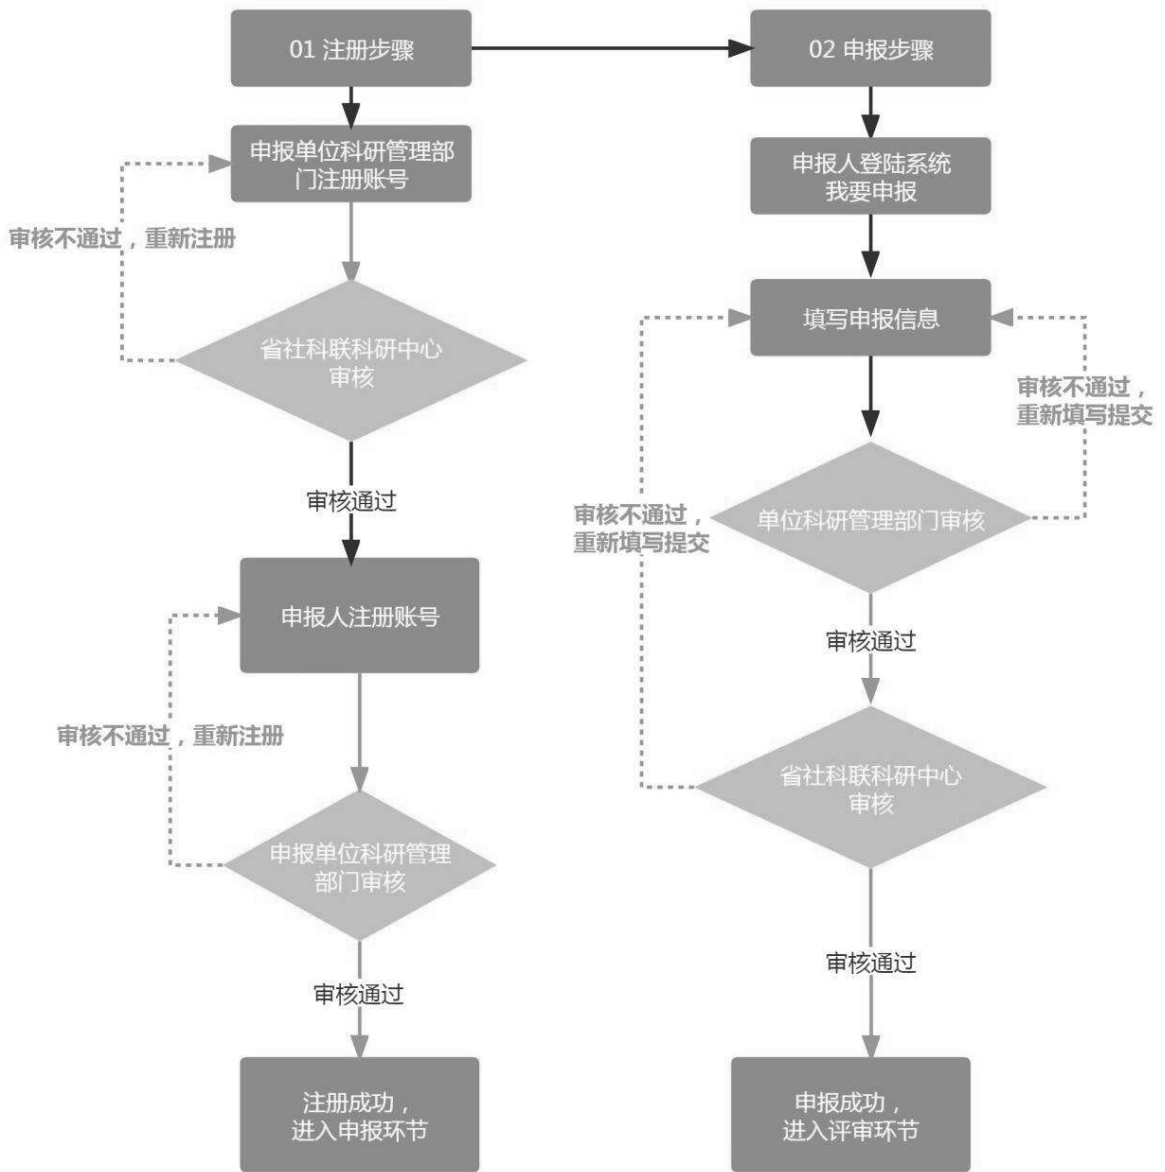 01 注册步骤
申报单位科研管理部
门注册账号
审核不通过，重新注册
省社科联科研中心
审核
审核通过
申报人注册账号
审核不通过，重新注册
申报单位科研管理
部门审核
审核通过
注册成功，
进入申报环节
02 申报步骤
申报人登陆系统
我要申报
填写申报信息
审核不通过，
重新填写提交
单位科研管理部门审核
审核不通过，
重新填写提交
审核通过
省社科联科研中心
审核
审核通过
申报成功，
进入评审环节